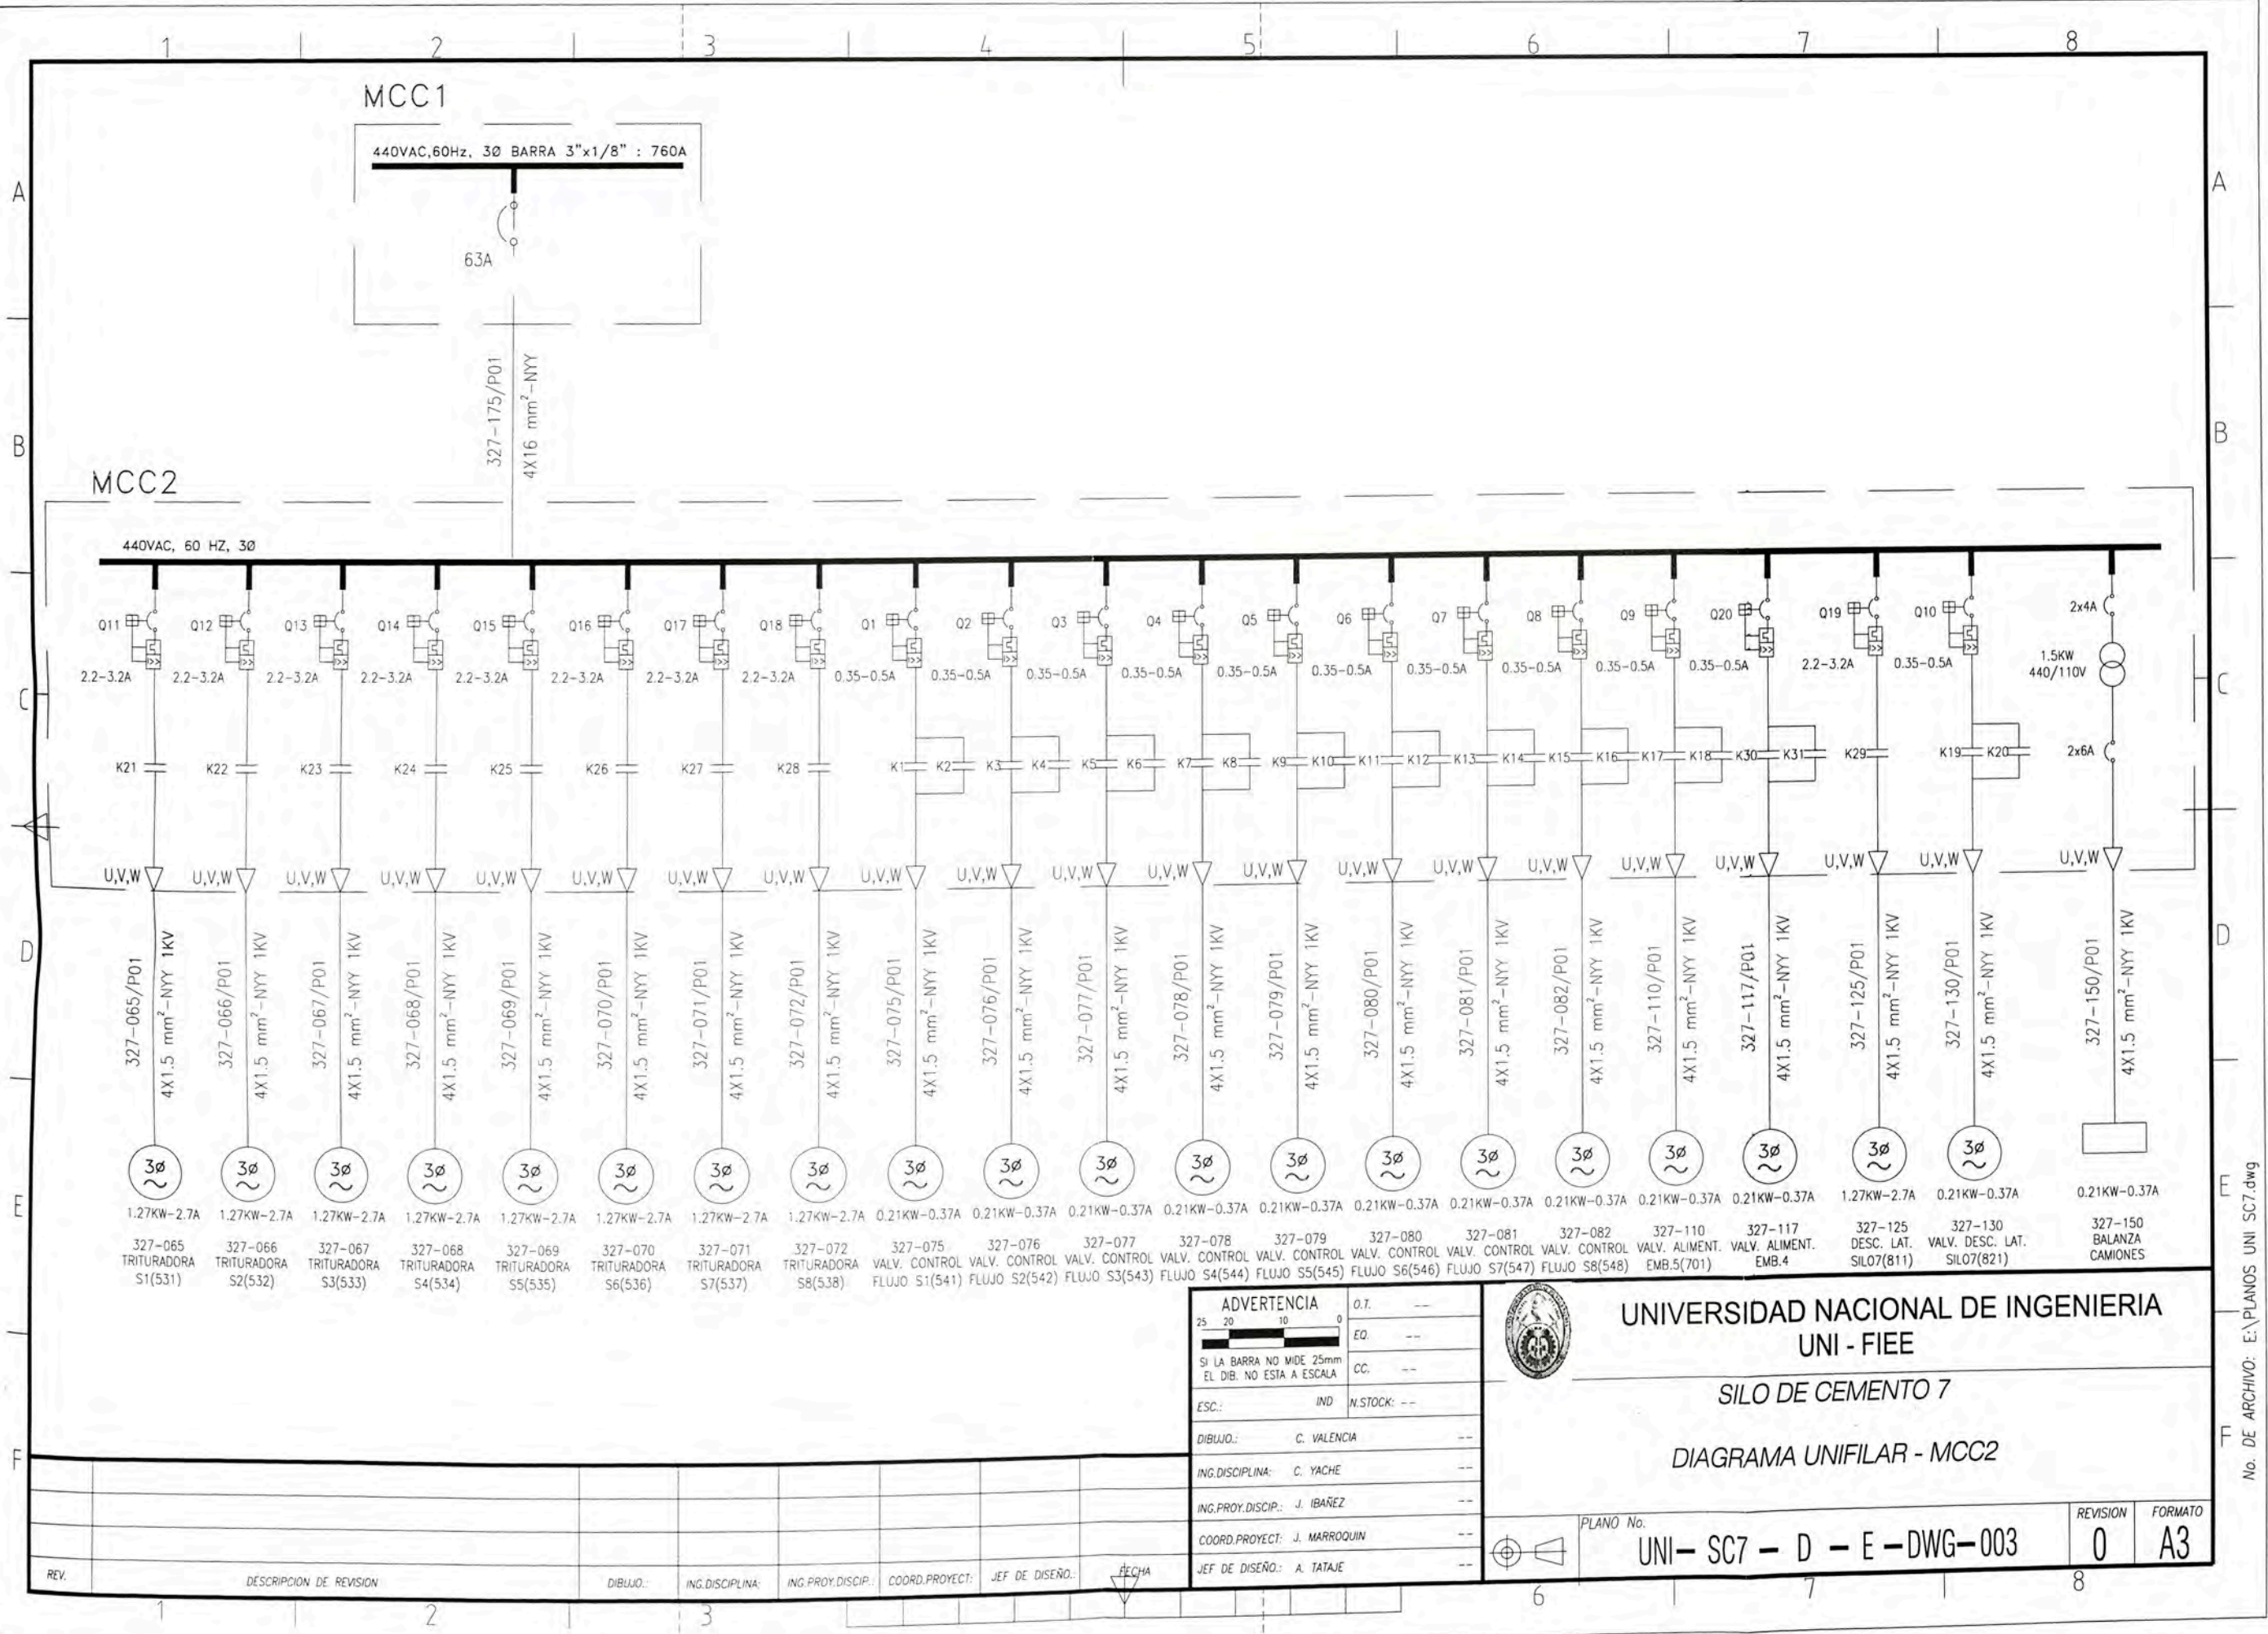 1 2 3 4 5 6 7 8
MCC1
440VAC,60Hz, 3Ø BARRA 3"x1/8" : 760A
A A
63A
327-175/P01
4X16 mm²-NYY
B B
MCC2
440VAC, 60 HZ, 3Ø
Q11 Q12 Q13 Q14 Q15 Q16 Q17 Q18 Q1 Q2 Q3 Q4 Q5 Q6 Q7 Q8 Q9 Q20 Q19 Q10 2x4A
2.2-3.2A 2.2-3.2A 2.2-3.2A 2.2-3.2A 2.2-3.2A 2.2-3.2A 2.2-3.2A 2.2-3.2A 0.35-0.5A 0.35-0.5A 0.35-0.5A 0.35-0.5A 0.35-0.5A 0.35-0.5A 0.35-0.5A 0.35-0.5A 0.35-0.5A 0.35-0.5A 2.2-3.2A 0.35-0.5A
1.5KW
440/110V
C C
K21 K22 K23 K24 K25 K26 K27 K28 K1 K2 K3 K4 K5 K6 K7 K8 K9 K10 K11 K12 K13 K14 K15 K16 K17 K18 K30 K31 K29 K19 K20 2x6A
U,V,W U,V,W U,V,W U,V,W U,V,W U,V,W U,V,W U,V,W U,V,W U,V,W U,V,W U,V,W U,V,W U,V,W U,V,W U,V,W U,V,W U,V,W U,V,W U,V,W U,V,W
D D
327-065/P01
4X1.5 mm²-NYY 1KV
327-066/P01
4X1.5 mm²-NYY 1KV
327-067/P01
4X1.5 mm²-NYY 1KV
327-068/P01
4X1.5 mm²-NYY 1KV
327-069/P01
4X1.5 mm²-NYY 1KV
327-070/P01
4X1.5 mm²-NYY 1KV
327-071/P01
4X1.5 mm²-NYY 1KV
327-072/P01
4X1.5 mm²-NYY 1KV
327-075/P01
4X1.5 mm²-NYY 1KV
327-076/P01
4X1.5 mm²-NYY 1KV
327-077/P01
4X1.5 mm²-NYY 1KV
327-078/P01
4X1.5 mm²-NYY 1KV
327-079/P01
4X1.5 mm²-NYY 1KV
327-080/P01
4X1.5 mm²-NYY 1KV
327-081/P01
4X1.5 mm²-NYY 1KV
327-082/P01
4X1.5 mm²-NYY 1KV
327-110/P01
4X1.5 mm²-NYY 1KV
327-117/P01
4X1.5 mm²-NYY 1KV
327-125/P01
4X1.5 mm²-NYY 1KV
327-130/P01
4X1.5 mm²-NYY 1KV
327-150/P01
4X1.5 mm²-NYY 1KV
3ø 3ø 3ø 3ø 3ø 3ø 3ø 3ø 3ø 3ø 3ø 3ø 3ø 3ø 3ø 3ø 3ø 3ø 3ø 3ø
E E
1.27KW-2.7A 1.27KW-2.7A 1.27KW-2.7A 1.27KW-2.7A 1.27KW-2.7A 1.27KW-2.7A 1.27KW-2.7A 1.27KW-2.7A 0.21KW-0.37A 0.21KW-0.37A 0.21KW-0.37A 0.21KW-0.37A 0.21KW-0.37A 0.21KW-0.37A 0.21KW-0.37A 0.21KW-0.37A 0.21KW-0.37A 0.21KW-0.37A 1.27KW-2.7A 0.21KW-0.37A 0.21KW-0.37A
327-065 327-066 327-067 327-068 327-069 327-070 327-071 327-072 327-075 327-076 327-077 327-078 327-079 327-080 327-081 327-082 327-110 327-117 327-125 327-130 327-150
TRITURADORA TRITURADORA TRITURADORA TRITURADORA TRITURADORA TRITURADORA TRITURADORA TRITURADORA VALV. CONTROL VALV. CONTROL VALV. CONTROL VALV. CONTROL VALV. CONTROL VALV. CONTROL VALV. CONTROL VALV. CONTROL VALV. ALIMENT. VALV. ALIMENT. DESC. LAT. VALV. DESC. LAT. BALANZA
S1(531) S2(532) S3(533) S4(534) S5(535) S6(536) S7(537) S8(538) FLUJO S1(541) FLUJO S2(542) FLUJO S3(543) FLUJO S4(544) FLUJO S5(545) FLUJO S6(546) FLUJO S7(547) FLUJO S8(548) EMB.5(701) EMB.4 SILO7(811) SILO7(821) CAMIONES
ADVERTENCIA
25 20 10 0
SI LA BARRA NO MIDE 25mm
EL DIB. NO ESTA A ESCALA
O.T. --
EQ. --
CC. --
ESC.: IND N.STOCK: --
DIBUJO.: C. VALENCIA --
ING.DISCIPLINA: C. YACHE --
ING.PROY.DISCIP.: J. IBAÑEZ --
COORD.PROYECT: J. MARROQUIN --
JEF DE DISEÑO.: A. TATAJE --
UNIVERSIDAD NACIONAL DE INGENIERIA
UNI - FIEE
SILO DE CEMENTO 7
DIAGRAMA UNIFILAR - MCC2
PLANO No.
UNI- SC7 - D - E -DWG-003
REVISION
0
FORMATO
A3
F F
REV. DESCRIPCION DE REVISION DIBUJO.: ING.DISCIPLINA: ING.PROY.DISCIP.: COORD.PROYECT: JEF DE DISEÑO.: FECHA
1 2 3 6 7 8
No. DE ARCHIVO: E:\PLANOS UNI SC7.dwg